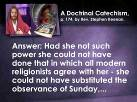 A Doctrinal Catechism,
p. 174, by Rev. Stephen Keenan.
Answer: Had she not such
power she could not have
done that in which all modern
religionists agree with her - she
could not have substituted the
observance of Sunday,...